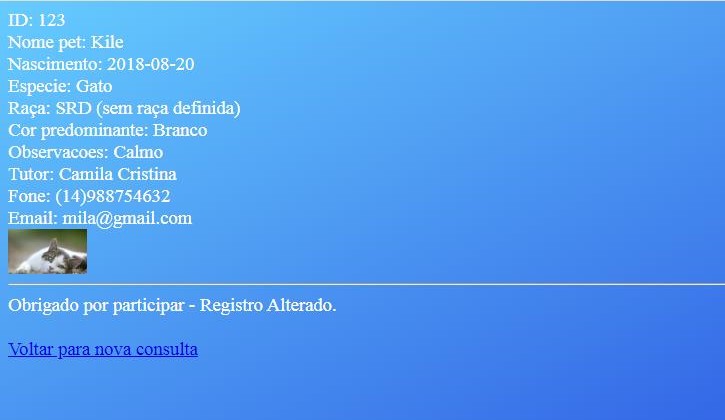 ID: 123
Nome pet: Kile
Nascimento: 2018-08-20
Especie: Gato
Raça: SRD (sem raça definida)
Cor predominante: Branco
Observacoes: Calmo
Tutor: Camila Cristina
Fone: (14)988754632
Email: mila@gmail.com
Obrigado por participar - Registro Alterado.
Voltar para nova consulta